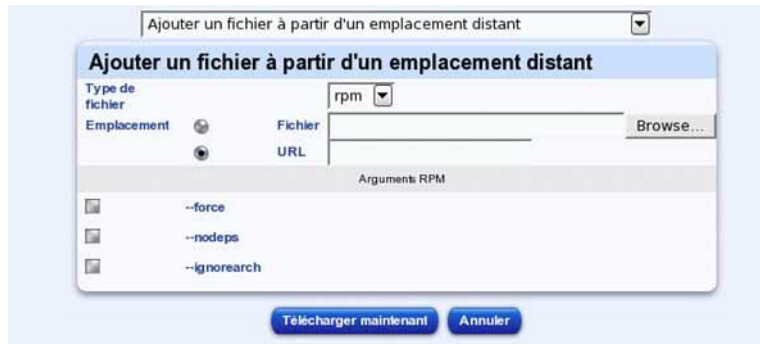 Ajouter un fichier à partir d'un emplacement distant
Ajouter un fichier à partir d'un emplacement distant
Type de
fichier
rpm
Emplacement Fichier Browse...
URL
Arguments RPM
--force
--nodeps
--ignorearch
Télécharger maintenant Annuler